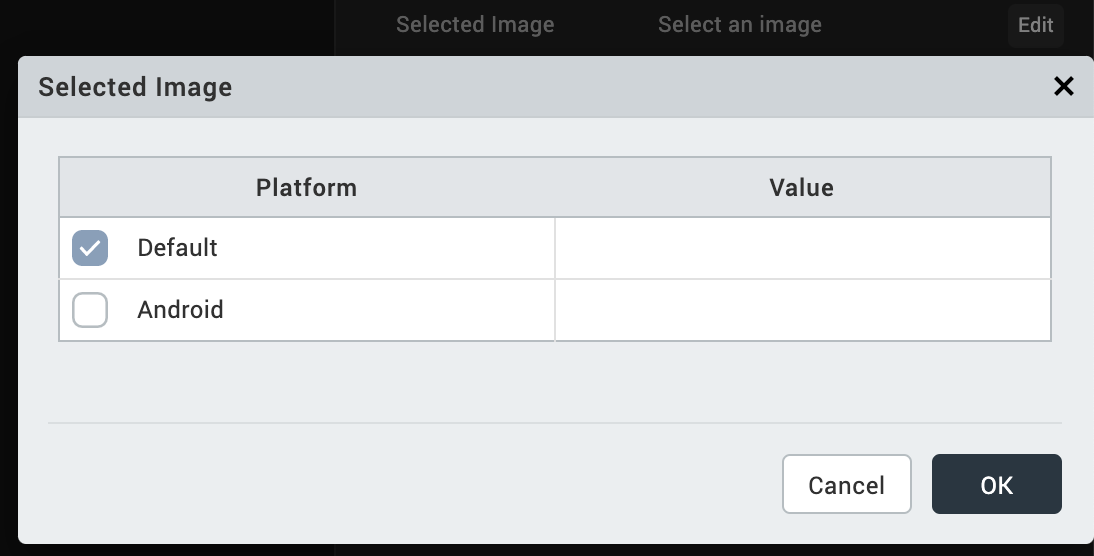 Selected Image Select an image Edit
Selected Image
Platform Value
Default
Android
Cancel OK